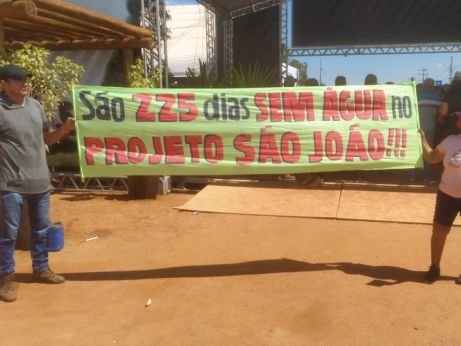 São 225 dias SEM ÁGUA no
PROJETO SÃO JOÃO!!!